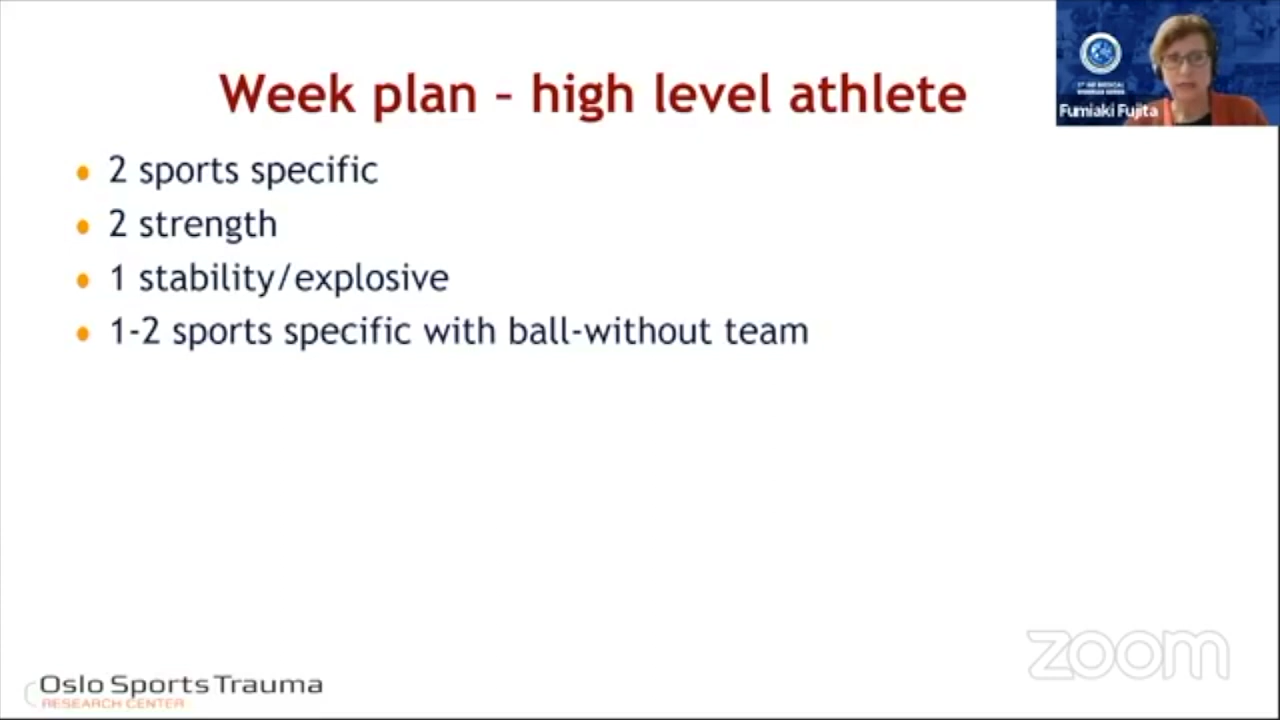 Week plan - high level athlete
2 sports specific
2 strength
1 stability/explosive
1-2 sports specific with ball-without team
Fumiaki Fujita
Oslo Sports Trauma
RESEARCH CENTER
zoom